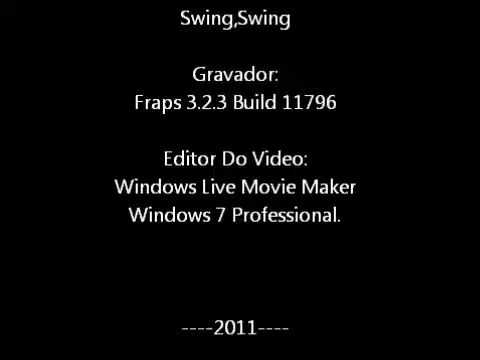 Swing,Swing
Gravador:
Fraps 3.2.3 Build 11796
Editor Do Video:
Windows Live Movie Maker
Windows 7 Professional.
----2011----